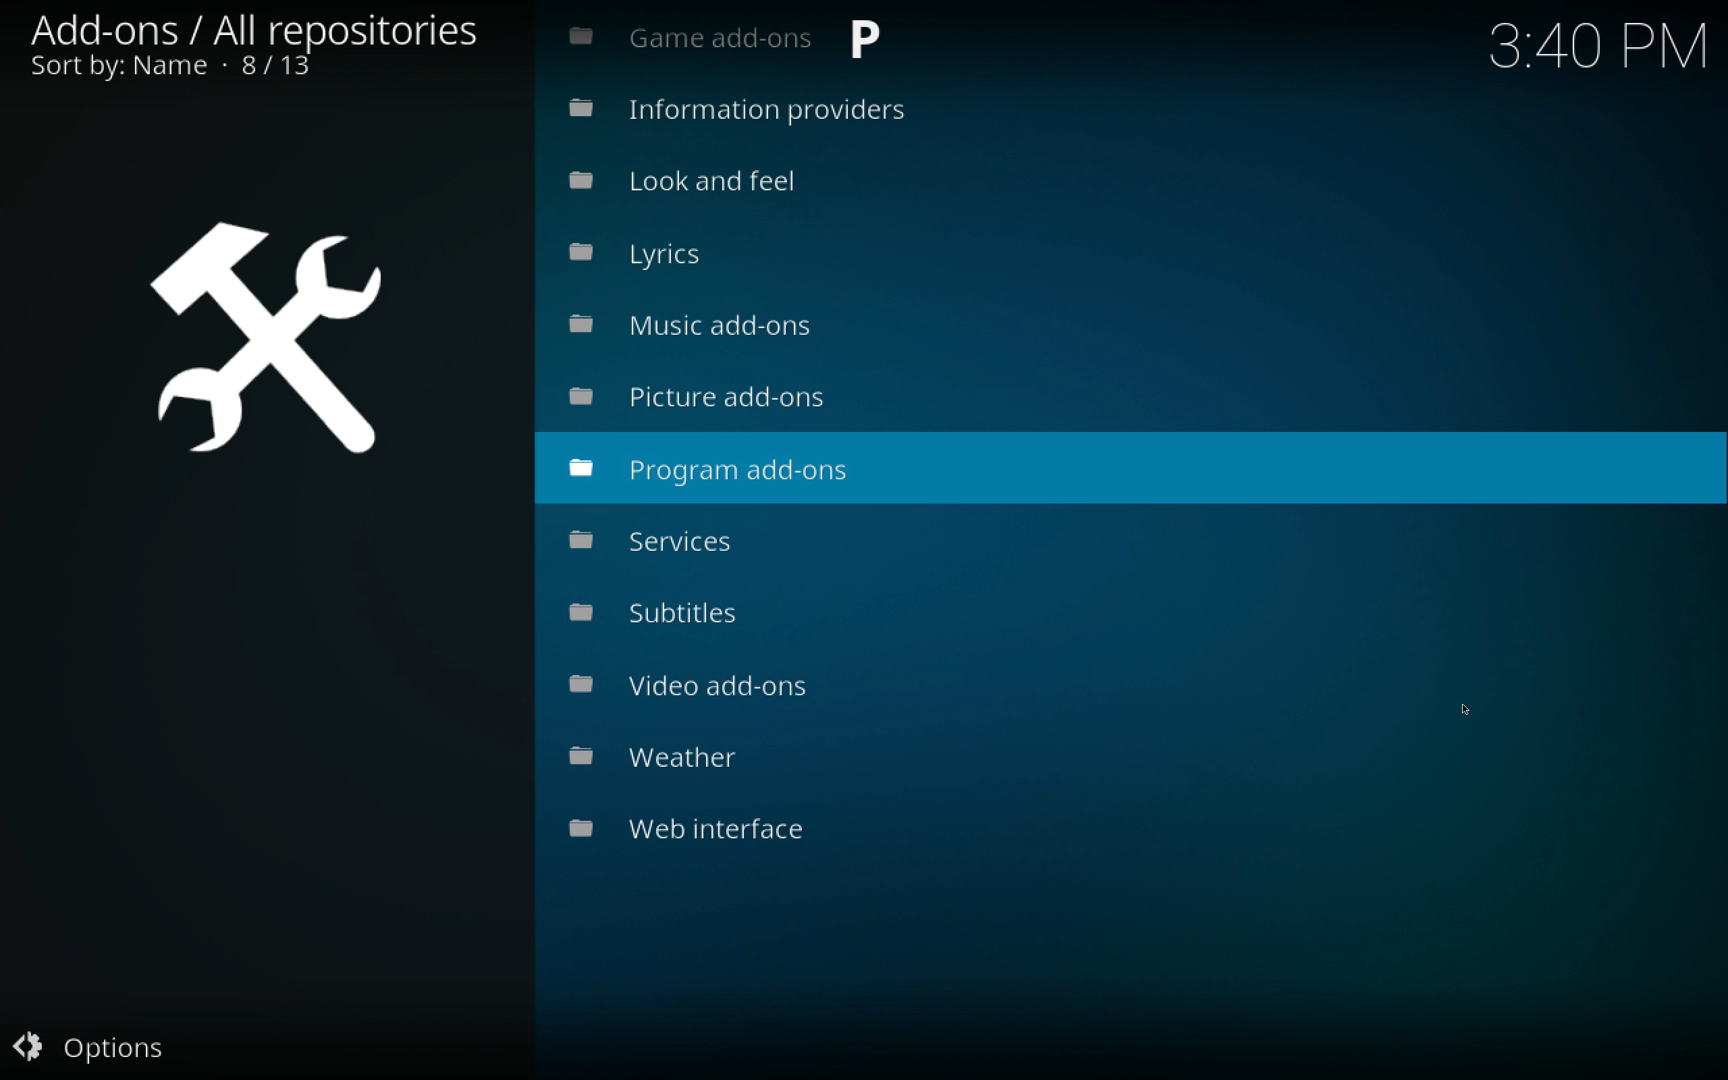 Add-ons / All repositories
Sort by: Name · 8 / 13
Game add-ons
P
3:40 PM
Information providers
Look and feel
Lyrics
Music add-ons
Picture add-ons
Program add-ons
Services
Subtitles
Video add-ons
Weather
Web interface
Options